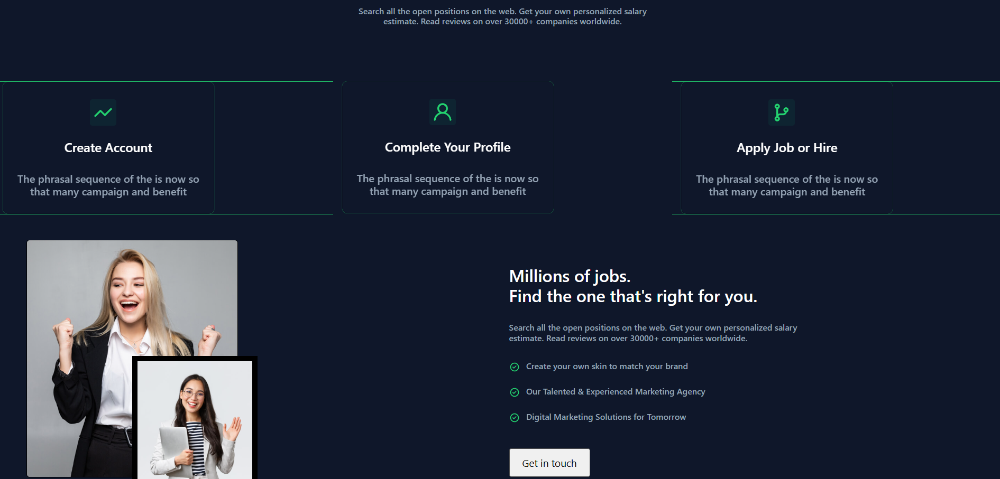 Search all the open positions on the web. Get your own personalized salary
estimate. Read reviews on over 30000+ companies worldwide.
Create Account
The phrasal sequence of the is now so
that many campaign and benefit
Complete Your Profile
The phrasal sequence of the is now so
that many campaign and benefit
Apply Job or Hire
The phrasal sequence of the is now so
that many campaign and benefit
Millions of jobs.
Find the one that's right for you.
Search all the open positions on the web. Get your own personalized salary
estimate. Read reviews on over 30000+ companies worldwide.
Create your own skin to match your brand
Our Talented & Experienced Marketing Agency
Digital Marketing Solutions for Tomorrow
Get in touch